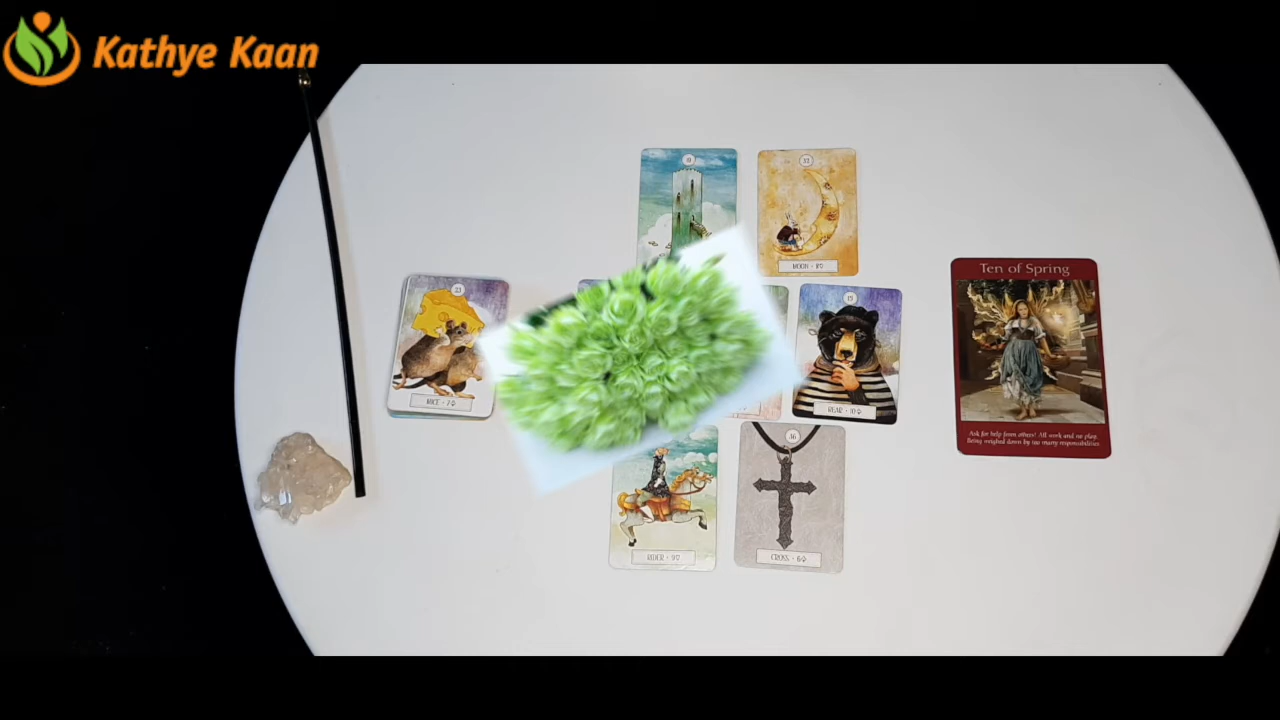 Kathye Kaan
32
MOON
23
MICE
15
BEAR
RIDER
36
CROSS
Ten of Spring
Ask for help from others! All work and no play.
Being weighed down by too many responsibilities.